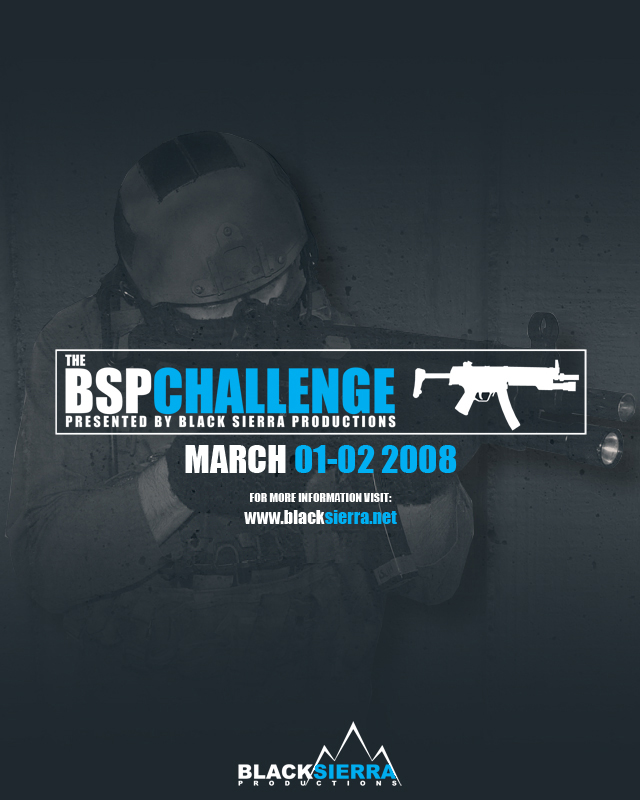 THE
BSPCHALLENGE
PRESENTED BY BLACK SIERRA PRODUCTIONS
MARCH 01-02 2008
FOR MORE INFORMATION VISIT:
www.blacksierra.net
BLACKSIERRA
PRODUCTIONS